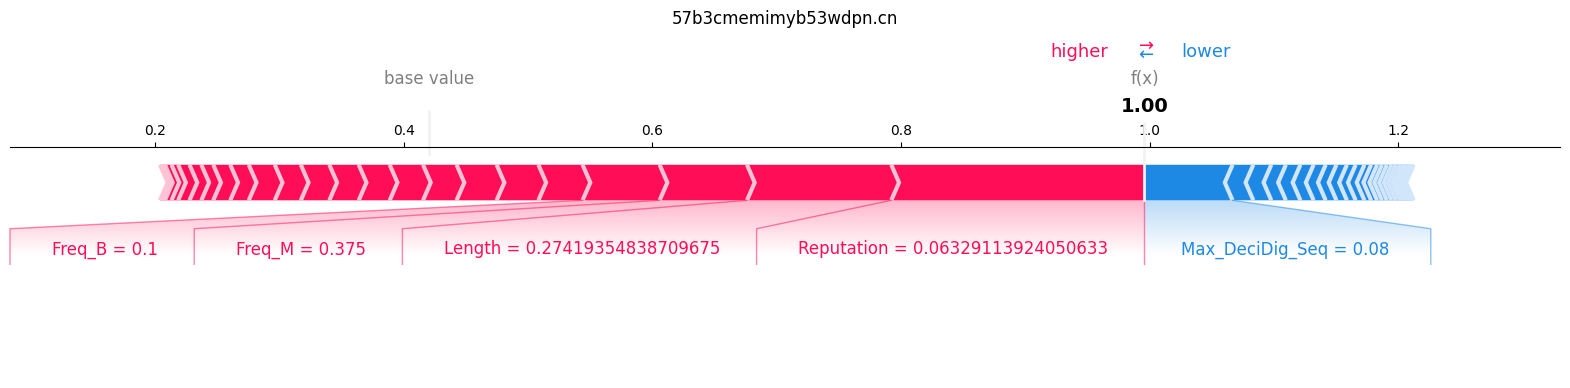 57b3cmemimyb53wdpn.cn
higher → ← lower
base value f(x)
1.00
0.2 0.4 0.6 0.8 1.0 1.2
Freq_B = 0.1 Freq_M = 0.375 Length = 0.27419354838709675 Reputation = 0.06329113924050633 Max_DeciDig_Seq = 0.08